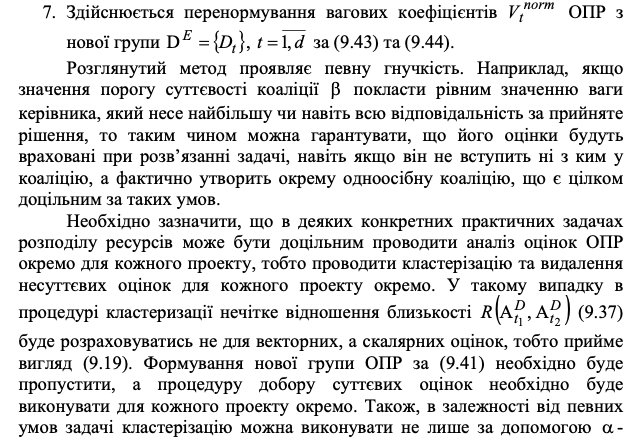 7. Здійснюється перенормування вагових коефіцієнтів V_t^{norm} ОПР з
нової групи D^E = {D_t}, t = \overline{1,d} за (9.43) та (9.44).
Розглянутий метод проявляє певну гнучкість. Наприклад, якщо
значення порогу суттєвості коаліції β покласти рівним значенню ваги
керівника, який несе найбільшу чи навіть всю відповідальність за прийняте
рішення, то таким чином можна гарантувати, що його оцінки будуть
враховані при розв’язанні задачі, навіть якщо він не вступить ні з ким у
коаліцію, а фактично утворить окрему одноосібну коаліцію, що є цілком
доцільним за таких умов.
Необхідно зазначити, що в деяких конкретних практичних задачах
розподілу ресурсів може бути доцільним проводити аналіз оцінок ОПР
окремо для кожного проекту, тобто проводити кластерізацію та видалення
несуттєвих оцінок для кожного проекту окремо. У такому випадку в
процедурі кластеризації нечітке відношення близькості R(A_{t_1}^D, A_{t_2}^D) (9.37)
буде розраховуватись не для векторних, а скалярних оцінок, тобто прийме
вигляд (9.19). Формування нової групи ОПР за (9.41) необхідно буде
пропустити, а процедуру добору суттєвих оцінок необхідно буде
виконувати для кожного проекту окремо. Також, в залежності від певних
умов задачі кластерізацію можна виконувати не лише за допомогою α -